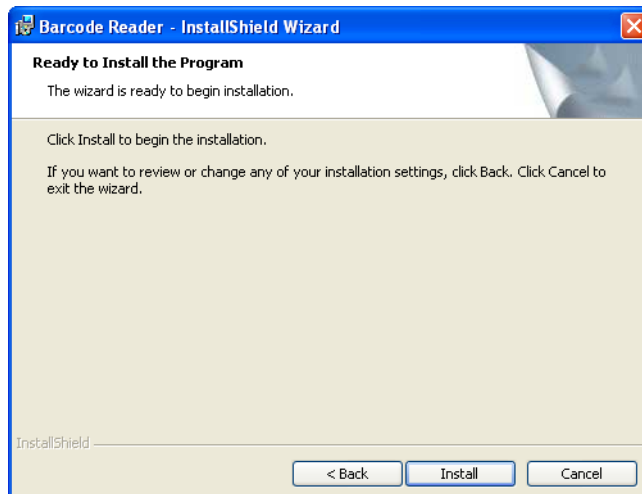 Barcode Reader - InstallShield Wizard
Ready to Install the Program
The wizard is ready to begin installation.
Click Install to begin the installation.
If you want to review or change any of your installation settings, click Back. Click Cancel to
exit the wizard.
InstallShield
< Back Install Cancel